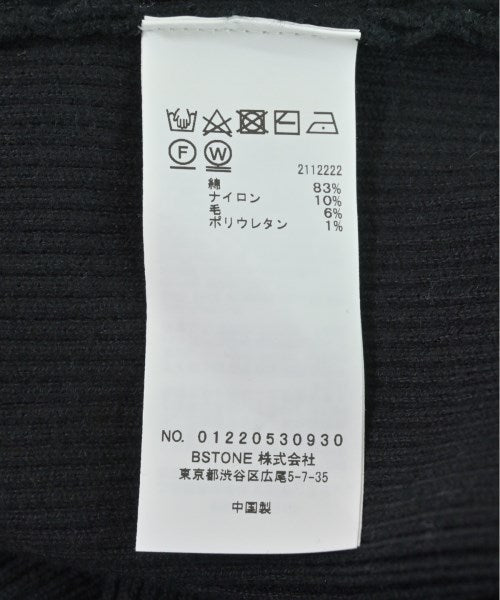 F W
2112222
綿 83%
ナイロン 10%
毛 6%
ポリウレタン 1%
NO. 01220530930
BSTONE 株式会社
東京都渋谷区広尾5-7-35
中国製